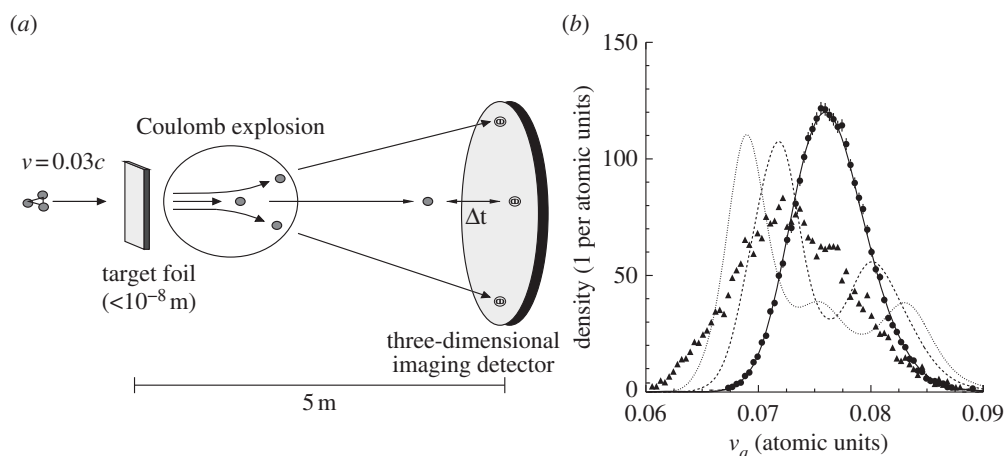 (a)
Coulomb explosion
v = 0.03c
Δt
target foil
(<10⁻⁸ m)
three-dimensional
imaging detector
5 m
(b)
density (1 per atomic units)
150
100
50
0
0.06 0.07 0.08 0.09
vₐ (atomic units)